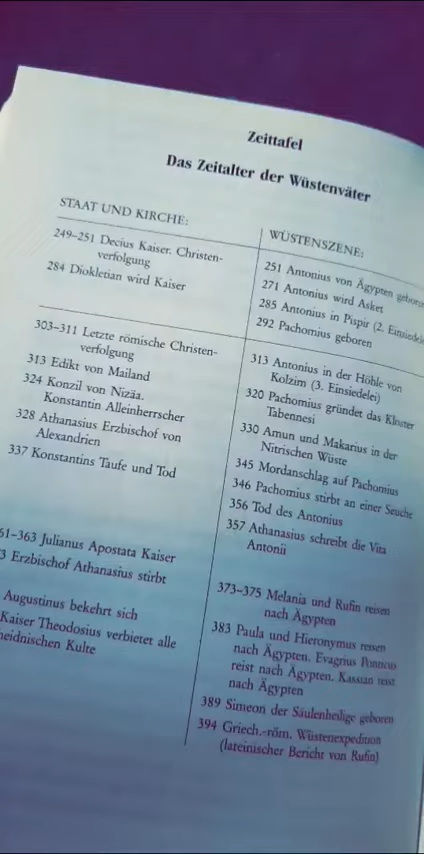 Zeittafel
Das Zeitalter der Wüstenväter
STAAT UND KIRCHE:
249–251 Decius Kaiser. Christen-
verfolgung
284 Diokletian wird Kaiser
303–311 Letzte römische Christen-
verfolgung
313 Edikt von Mailand
324 Konzil von Nizäa.
Konstantin Alleinherrscher
328 Athanasius Erzbischof von
Alexandrien
337 Konstantins Taufe und Tod
61–363 Julianus Apostata Kaiser
3 Erzbischof Athanasius stirbt
Augustinus bekehrt sich
Kaiser Theodosius verbietet alle
heidnischen Kulte
WÜSTENSZENE:
251 Antonius von Ägypten geboren
271 Antonius wird Asket
285 Antonius in Pispir (2. Einsiedele
292 Pachomius geboren
313 Antonius in der Höhle von
Kolzim (3. Einsiedelei)
320 Pachomius gründet das Kloster
Tabennesi
330 Amun und Makarius in der
Nitrischen Wüste
345 Mordanschlag auf Pachomius
346 Pachomius stirbt an einer Seuche
356 Tod des Antonius
357 Athanasius schreibt die Vita
Antonii
373–375 Melania und Rufin reisen
nach Ägypten
383 Paula und Hieronymus reisen
nach Ägypten. Evagrius Ponticus
reist nach Ägypten. Kassian reist
nach Ägypten
389 Simeon der Säulenheilige geboren
394 Griech.-röm. Wüstenexpedition
(lateinischer Bericht von Rufin)